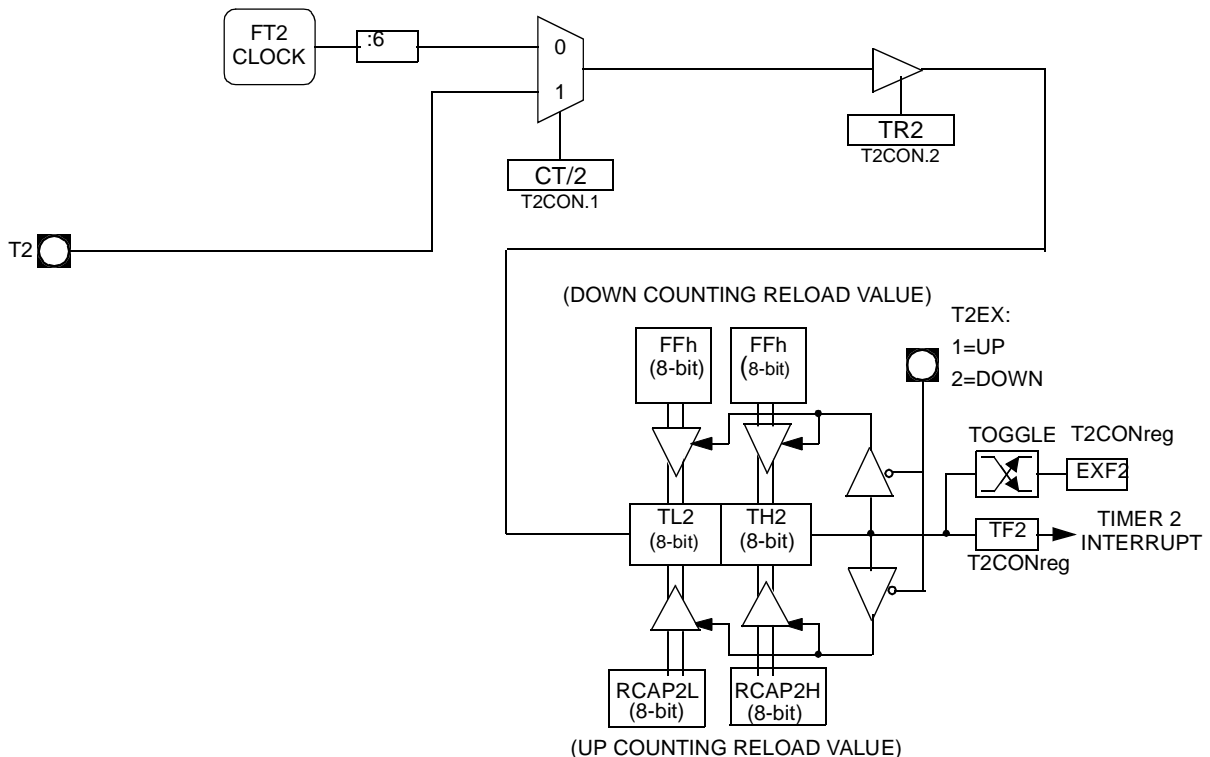 FT2
CLOCK
:6
0
1
TR2
T2CON.2
CT/2
T2CON.1
T2
(DOWN COUNTING RELOAD VALUE)
T2EX:
1=UP
2=DOWN
FFh
(8-bit)
FFh
(8-bit)
TOGGLE
T2CONreg
EXF2
TL2
(8-bit)
TH2
(8-bit)
TF2
T2CONreg
TIMER 2
INTERRUPT
RCAP2L
(8-bit)
RCAP2H
(8-bit)
(UP COUNTING RELOAD VALUE)